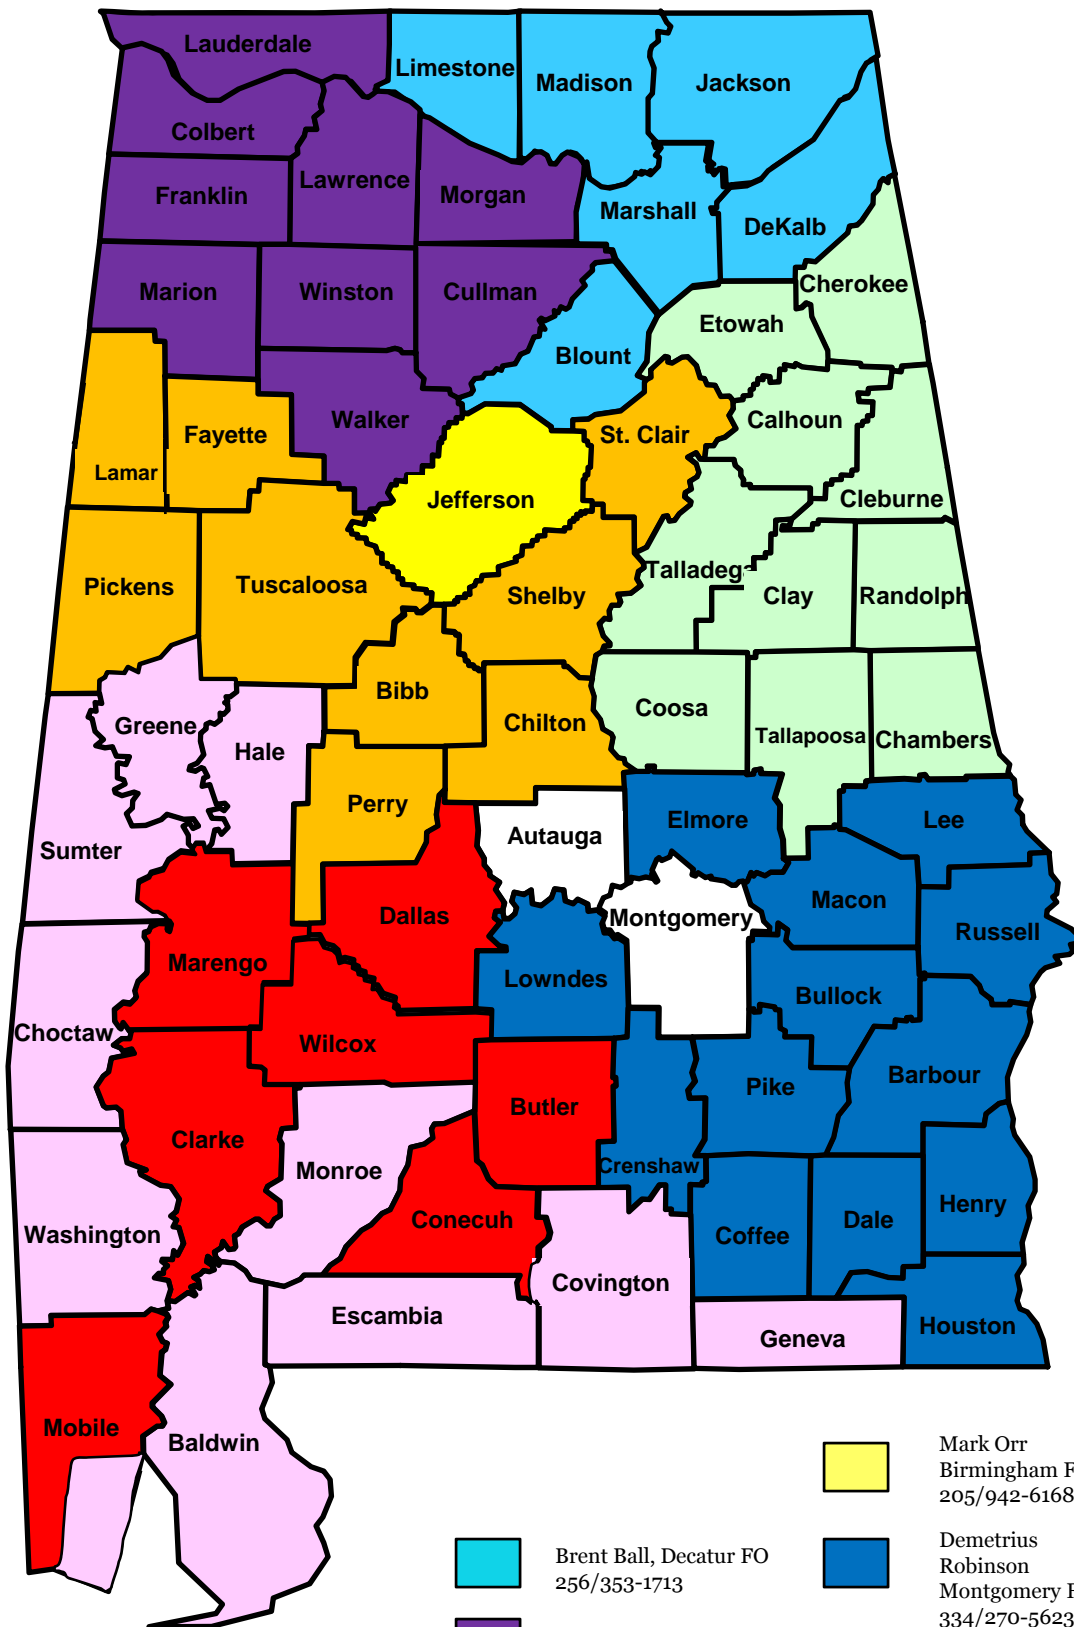 Lauderdale
Limestone
Madison
Jackson
Colbert
Lawrence
Franklin
Morgan
Marshall
DeKalb
Cherokee
Marion
Winston
Cullman
Etowah
Blount
Walker
Calhoun
Fayette
St. Clair
Lamar
Jefferson
Cleburne
Talladega
Pickens
Tuscaloosa
Shelby
Clay
Randolph
Bibb
Coosa
Greene
Hale
Chilton
Tallapoosa
Chambers
Perry
Elmore
Lee
Autauga
Sumter
Dallas
Montgomery
Macon
Russell
Marengo
Lowndes
Bullock
Choctaw
Wilcox
Barbour
Pike
Butler
Clarke
Monroe
Crenshaw
Henry
Conecuh
Dale
Washington
Coffee
Covington
Escambia
Houston
Geneva
Mobile
Baldwin
Mark Orr
Birmingham F
205/942-6168
Brent Ball, Decatur FO
256/353-1713
Demetrius
Robinson
Montgomery F
334/270-5623